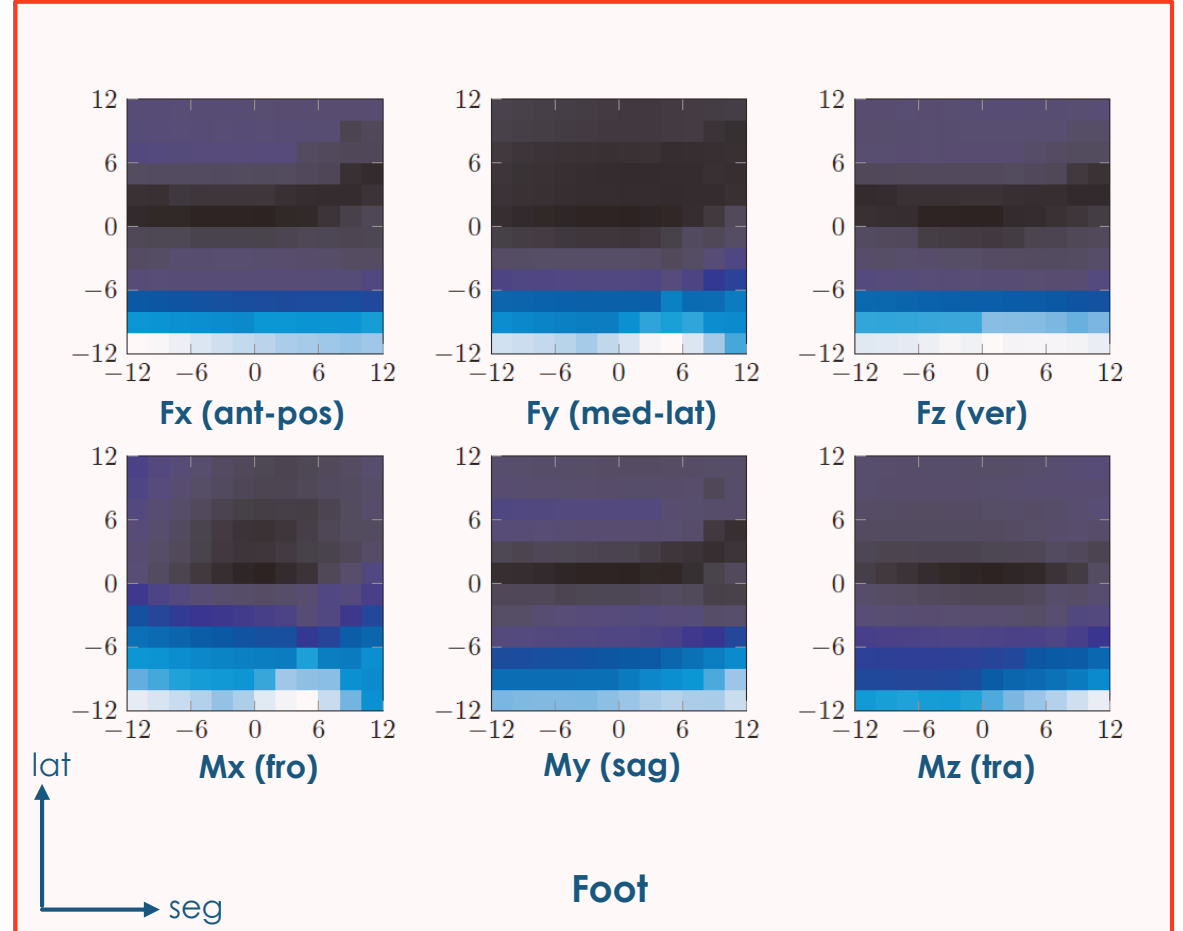 12 12 12
6 6 6
0 0 0
−6 −6 −6
−12 −12 −12
−12 −6 0 6 12 −12 −6 0 6 12 −12 −6 0 6 12
Fx (ant-pos) Fy (med-lat) Fz (ver)
12 12 12
6 6 6
0 0 0
−6 −6 −6
−12 −12 −12
−12 −6 0 6 12 −12 −6 0 6 12 −12 −6 0 6 12
Mx (fro) My (sag) Mz (tra)
lat
seg
Foot